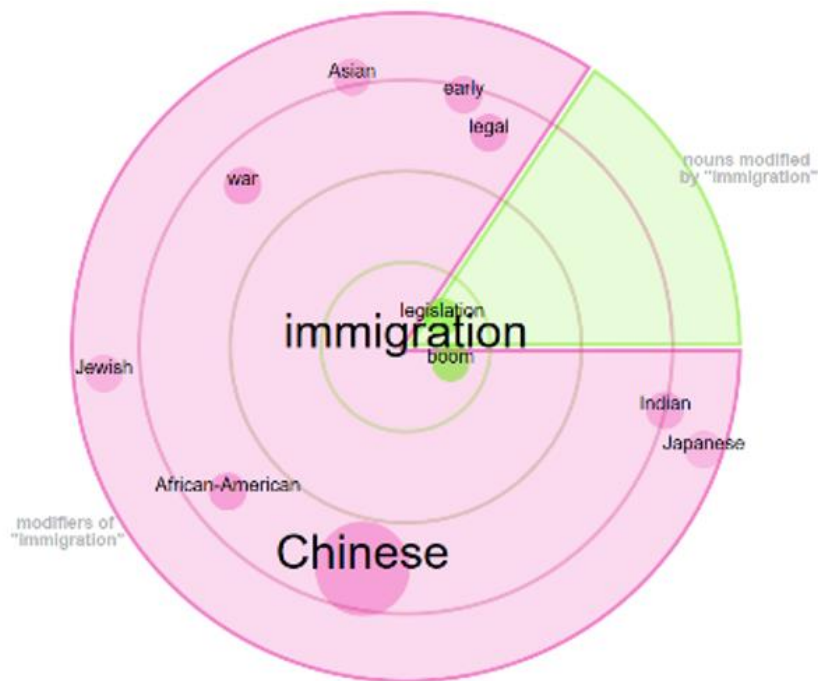 Asian
early
legal
nouns modified
by "immigration"
war
legislation
immigration
boom
Jewish
Indian
Japanese
African-American
modifiers of
"immigration"
Chinese